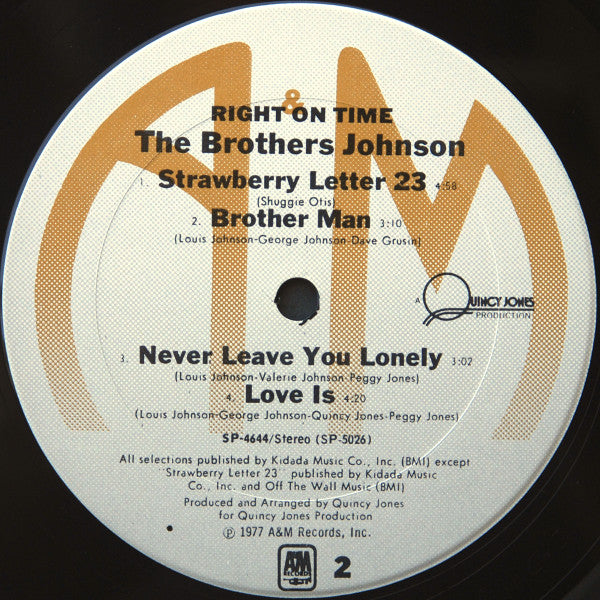 &
A M
RIGHT ON TIME
The Brothers Johnson
1. Strawberry Letter 23 4:58
(Shuggie Otis)
2. Brother Man 3:10
(Louis Johnson-George Johnson-Dave Grusin)
A QUINCY JONES
PRODUCTION
3. Never Leave You Lonely 3:02
(Louis Johnson-Valerie Johnson-Peggy Jones)
4. Love Is 4:20
(Louis Johnson-George Johnson-Quincy Jones-Peggy Jones)
SP-4644/Stereo (SP-5026)
All selections published by Kidada Music Co., Inc. (BMI) except
"Strawberry Letter 23" published by Kidada Music
Co., Inc. and Off The Wall Music (BMI)
Produced and Arranged by Quincy Jones
for Quincy Jones Production
℗ 1977 A&M Records, Inc.
A&M
RECORDS
2